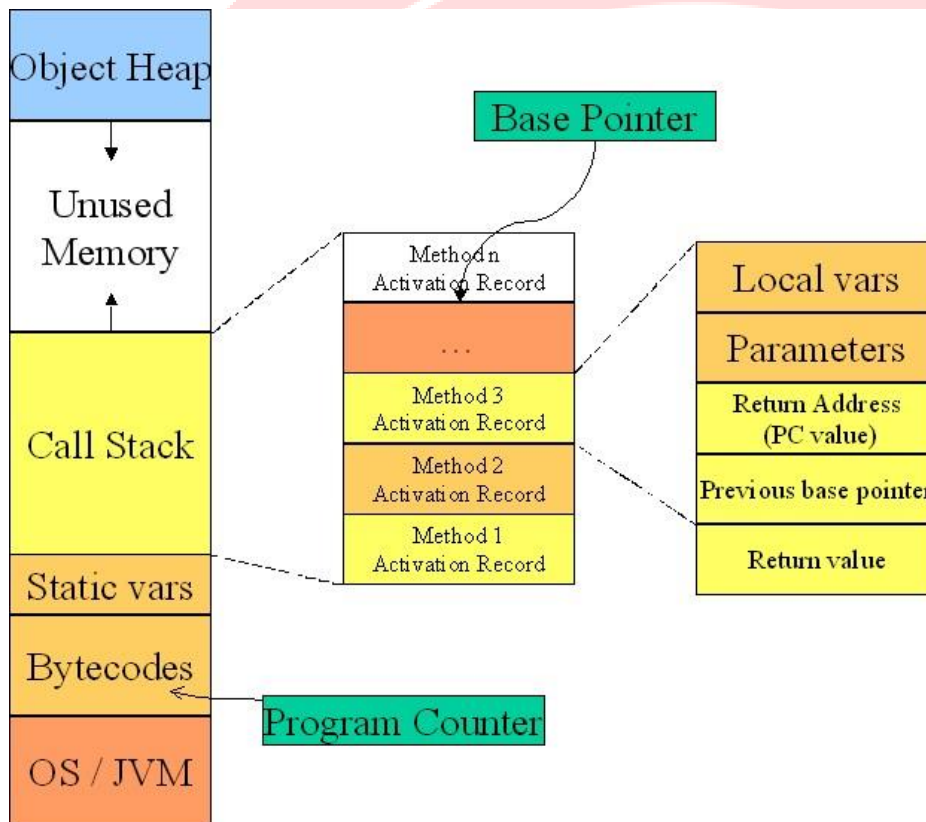 Object Heap
Unused
Memory
Call Stack
Static vars
Bytecodes
OS / JVM
Base Pointer
Method n
Activation Record
...
Method 3
Activation Record
Method 2
Activation Record
Method 1
Activation Record
Program Counter
Local vars
Parameters
Return Address
(PC value)
Previous base pointer
Return value